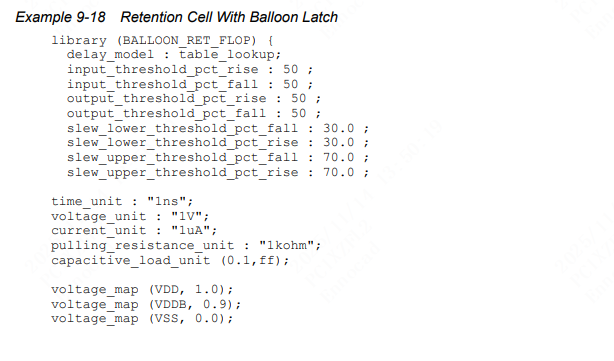 Example 9-18 Retention Cell With Balloon Latch
library (BALLOON_RET_FLOP) {
delay_model : table_lookup;
input_threshold_pct_rise : 50 ;
input_threshold_pct_fall : 50 ;
output_threshold_pct_rise : 50 ;
output_threshold_pct_fall : 50 ;
slew_lower_threshold_pct_fall : 30.0 ;
slew_lower_threshold_pct_rise : 30.0 ;
slew_upper_threshold_pct_fall : 70.0 ;
slew_upper_threshold_pct_rise : 70.0 ;
time_unit : "1ns";
voltage_unit : "1V";
current_unit : "1uA";
pulling_resistance_unit : "1kohm";
capacitive_load_unit (0.1,ff);
voltage_map (VDD, 1.0);
voltage_map (VDDB, 0.9);
voltage_map (VSS, 0.0);